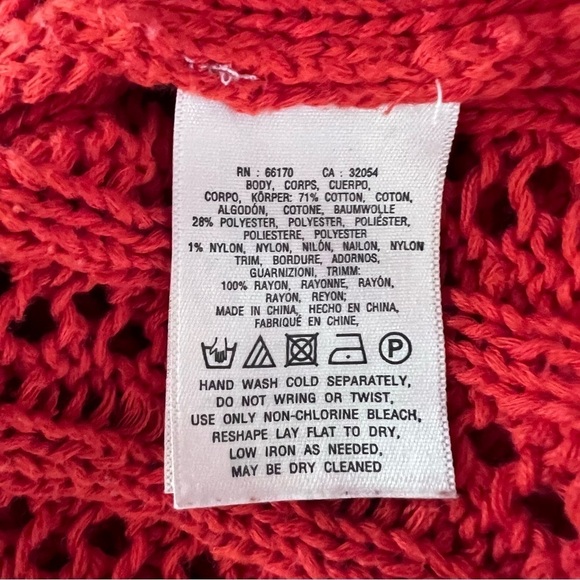 RN : 66170 CA : 32054
BODY, CORPS, CUERPO,
CORPO, KÖRPER: 71% COTTON, COTON,
ALGODÓN, COTONE, BAUMWOLLE
28% POLYESTER, POLYESTER, POLIÉSTER,
POLIESTERE, POLYESTER
1% NYLON, NYLON, NILÓN, NAILON, NYLON
TRIM, BORDURE, ADORNOS,
GUARNIZIONI, TRIMM:
100% RAYON, RAYONNE, RAYÓN,
RAYON, REYON;
MADE IN CHINA, HECHO EN CHINA,
FABRIQUÉ EN CHINE,
P
HAND WASH COLD SEPARATELY,
DO NOT WRING OR TWIST,
USE ONLY NON-CHLORINE BLEACH,
RESHAPE LAY FLAT TO DRY,
LOW IRON AS NEEDED,
MAY BE DRY CLEANED